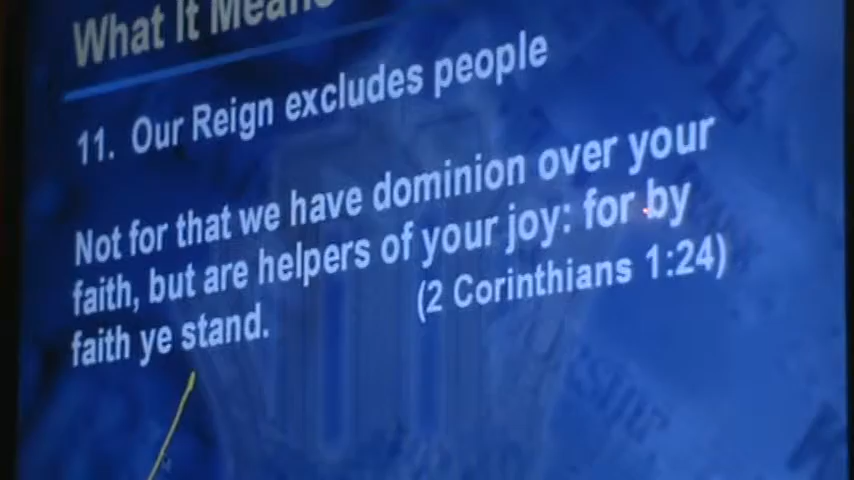 What It Means
11. Our Reign excludes people
Not for that we have dominion over your
faith, but are helpers of your joy: for by
faith ye stand. (2 Corinthians 1:24)